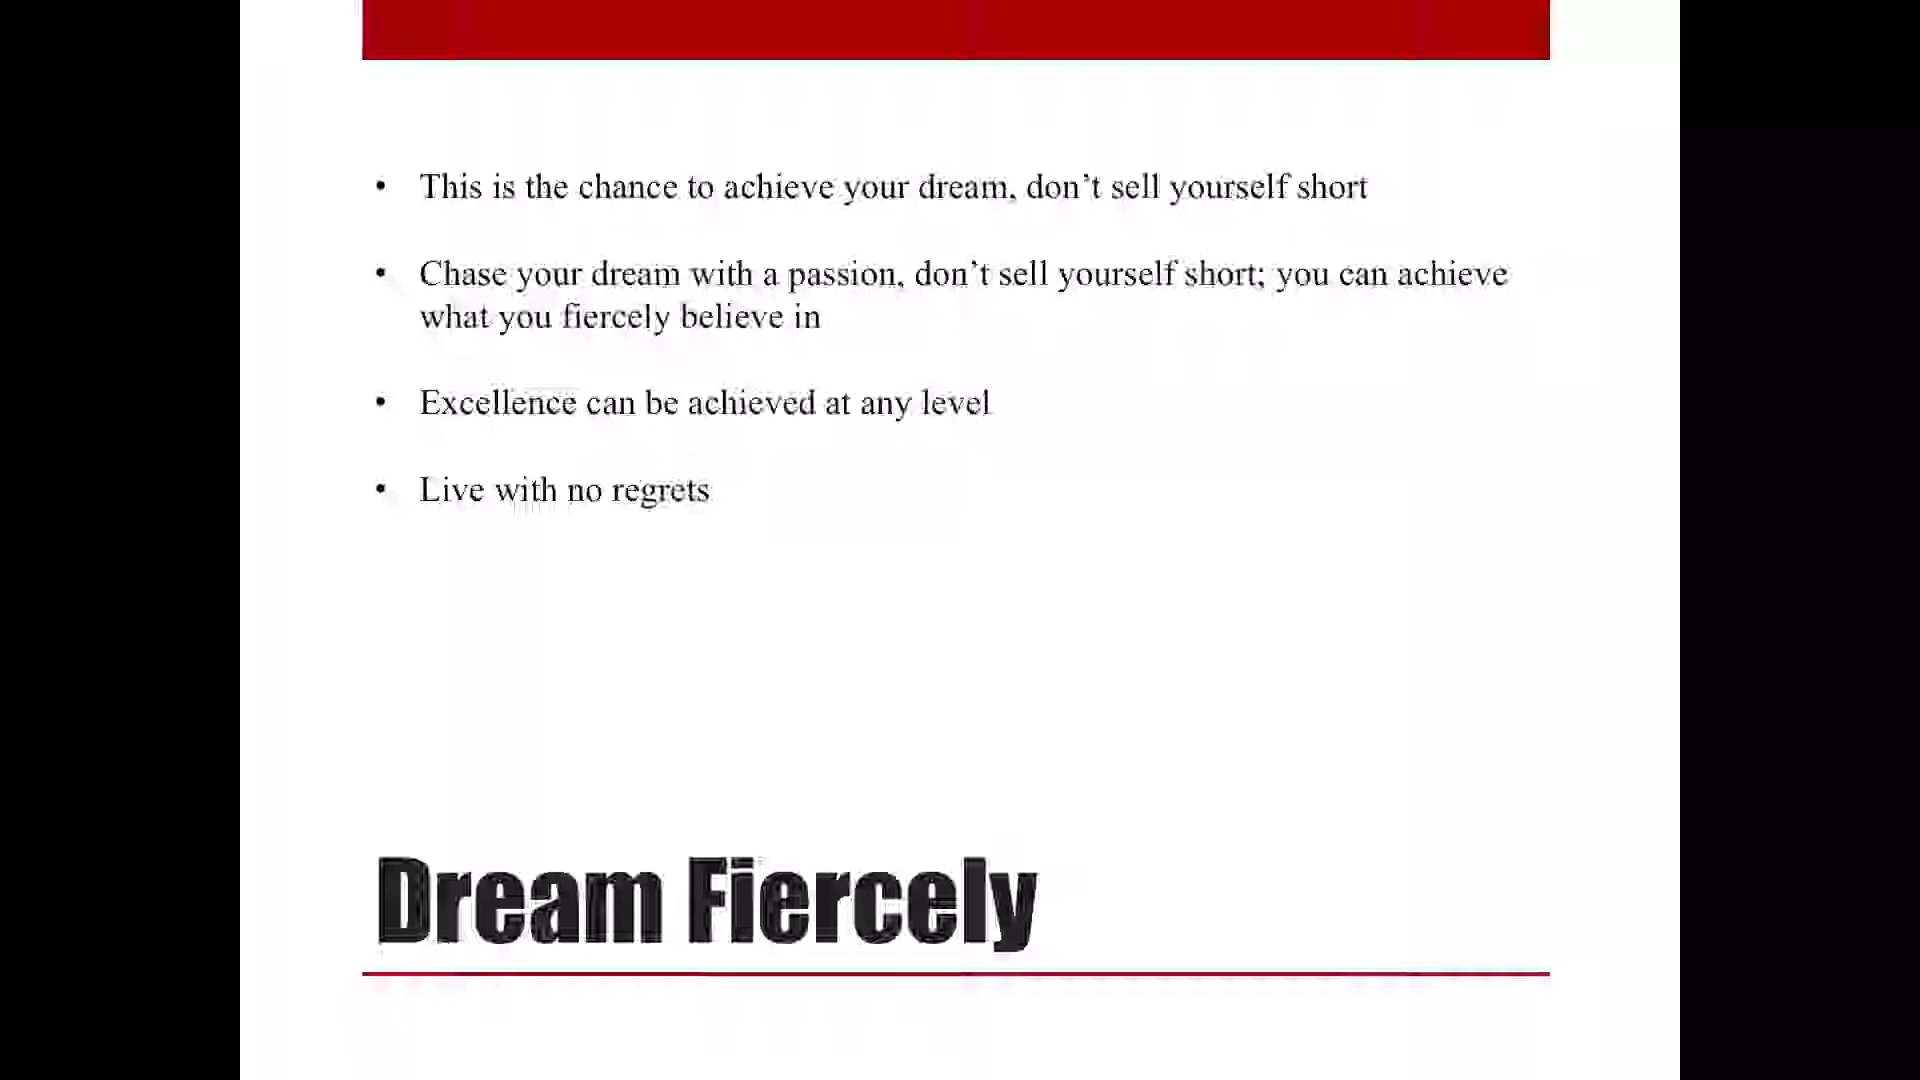 • This is the chance to achieve your dream, don’t sell yourself short
• Chase your dream with a passion, don’t sell yourself short; you can achieve
what you fiercely believe in
• Excellence can be achieved at any level
• Live with no regrets
Dream Fiercely